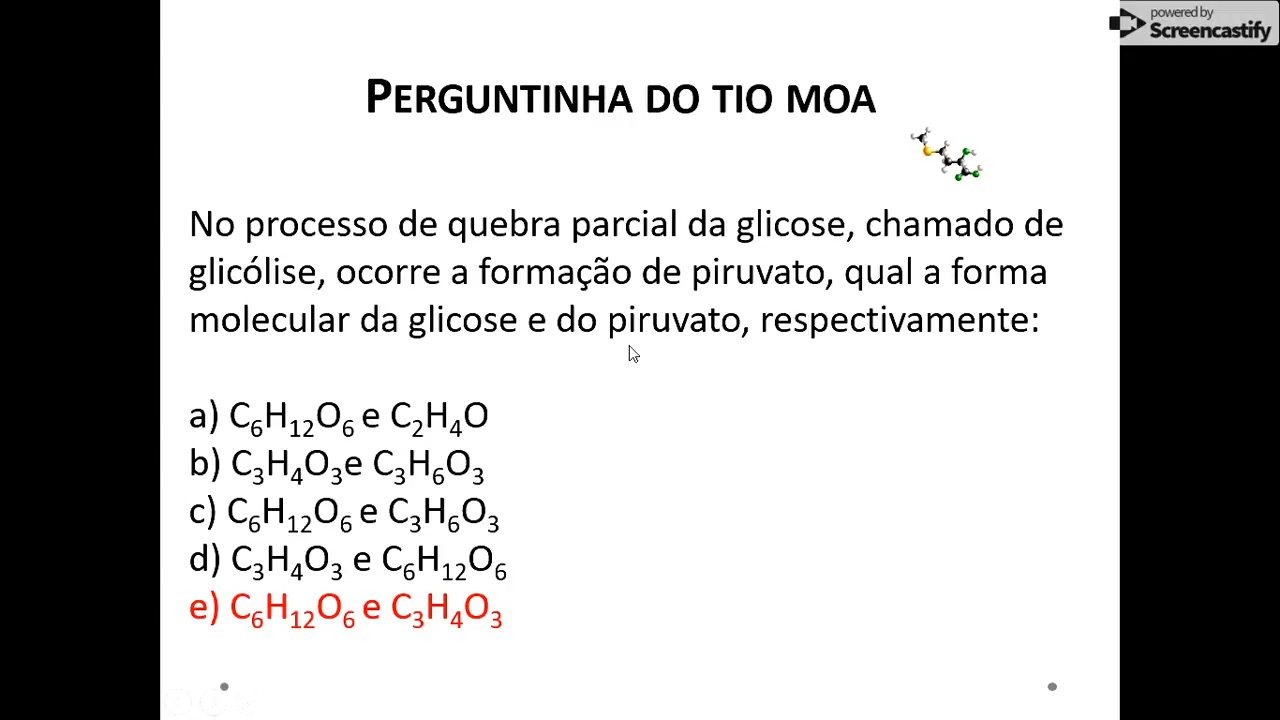 powered by
Screencastify
PERGUNTINHA DO TIO MOA
No processo de quebra parcial da glicose, chamado de
glicólise, ocorre a formação de piruvato, qual a forma
molecular da glicose e do piruvato, respectivamente:
a) C₆H₁₂O₆ e C₂H₄O
b) C₃H₄O₃e C₃H₆O₃
c) C₆H₁₂O₆ e C₃H₆O₃
d) C₃H₄O₃ e C₆H₁₂O₆
e) C₆H₁₂O₆ e C₃H₄O₃